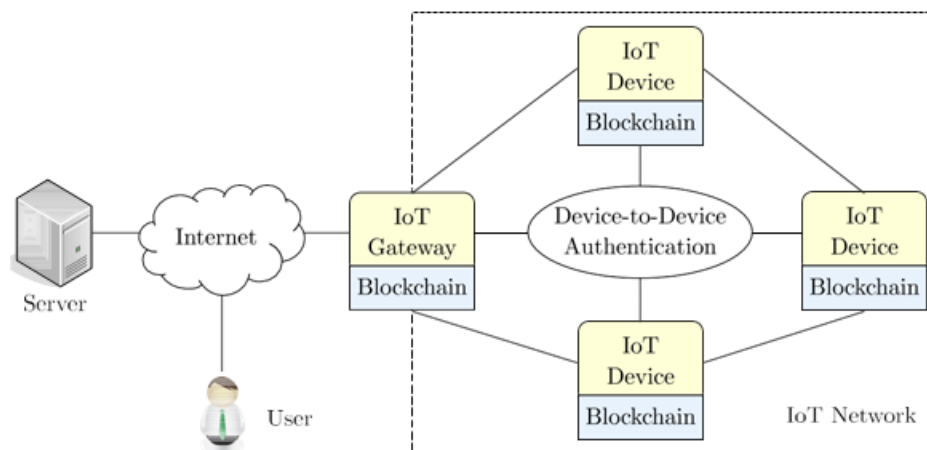 IoT
Device
Blockchain
Server
Internet
IoT
Gateway
Blockchain
Device-to-Device
Authentication
IoT
Device
Blockchain
IoT
Device
Blockchain
User
IoT Network